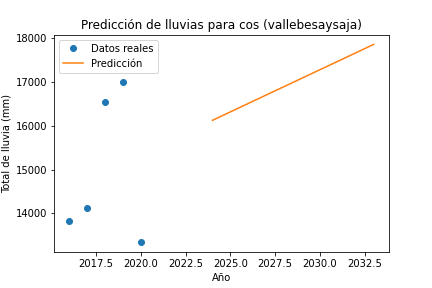 Predicción de lluvias para cos (vallebesaysaja)
Datos reales
Predicción
Total de lluvia (mm)
18000
17000
16000
15000
14000
2017.5 2020.0 2022.5 2025.0 2027.5 2030.0 2032.5
Año